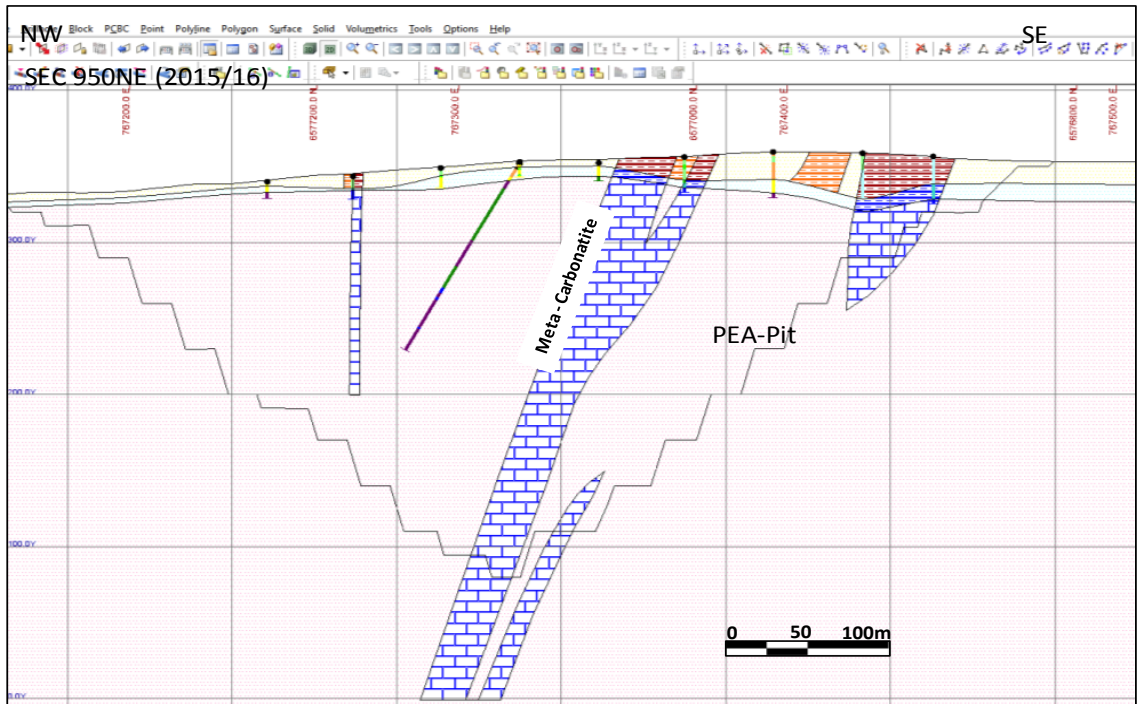 Block PCBC Point Polyline Polygon Surface Solid Volumetrics Tools Options Help
NW
SE
SEC 950NE (2015/16)
767200.0 E
6577200.0 N
767300.0 E
6577000.0 N
767400.0 E
6576800.0 N
767500.0 E
300.0Y
Meta - Carbonatite
PEA-Pit
200.0Y
100.0Y
0 50 100m
0.0Y